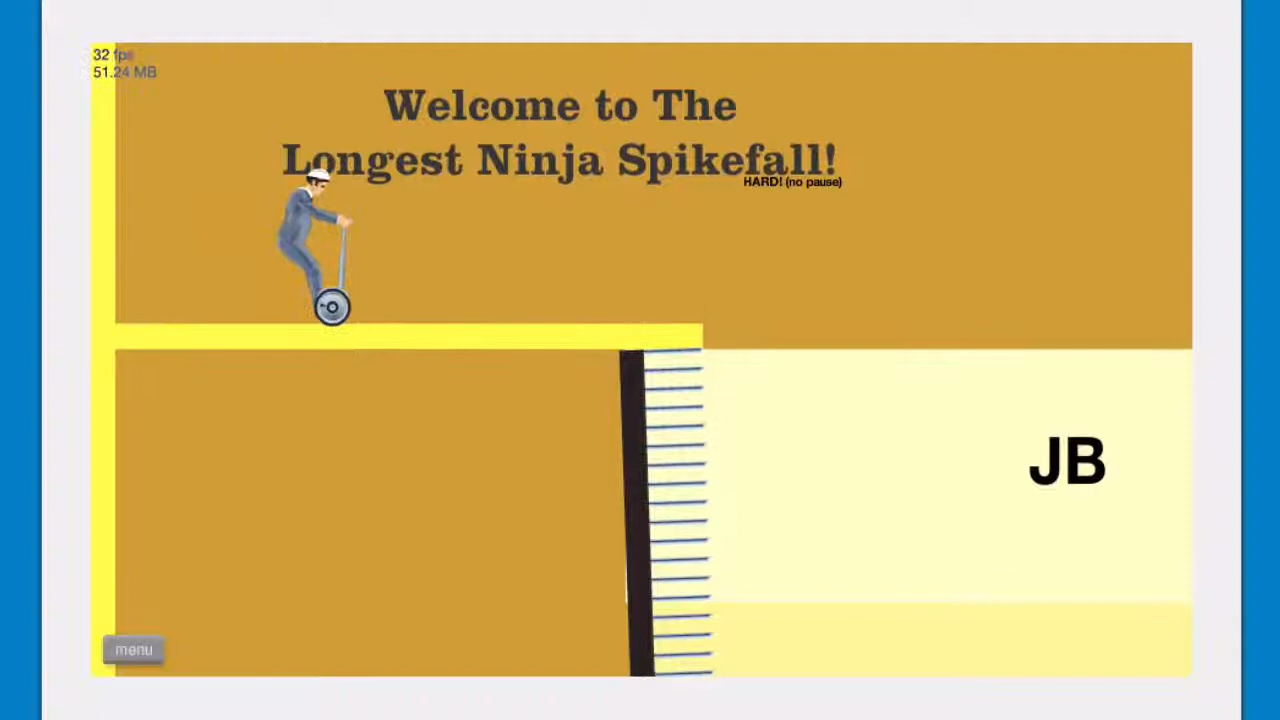 32 fps
51.24 MB
Welcome to The
Longest Ninja Spikefall!
HARD! (no pause)
JB
menu